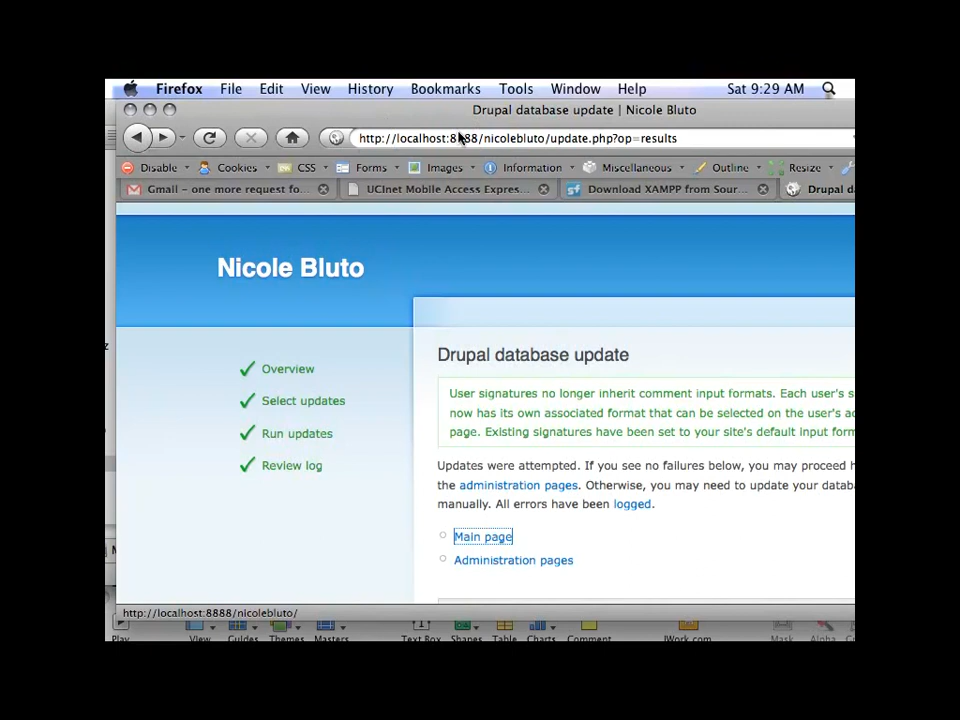 Firefox File Edit View History Bookmarks Tools Window Help Sat 9:29 AM
Drupal database update | Nicole Bluto
http://localhost:8888/nicolebluto/update.php?op=results
Disable Cookies CSS Forms Images Information Miscellaneous Outline Resize
Gmail - one more request fo... UCInet Mobile Access Expres... Download XAMPP from Sour... Drupal da
Nicole Bluto
Overview
Select updates
Run updates
Review log
Drupal database update
User signatures no longer inherit comment input formats. Each user's s
now has its own associated format that can be selected on the user's ac
page. Existing signatures have been set to your site's default input form
Updates were attempted. If you see no failures below, you may proceed h
the administration pages. Otherwise, you may need to update your databa
manually. All errors have been logged.
Main page
Administration pages
http://localhost:8888/nicolebluto/
Play View Guides Themes Masters Text Box Shapes Table Charts Comment iWork.com Mask Alpha